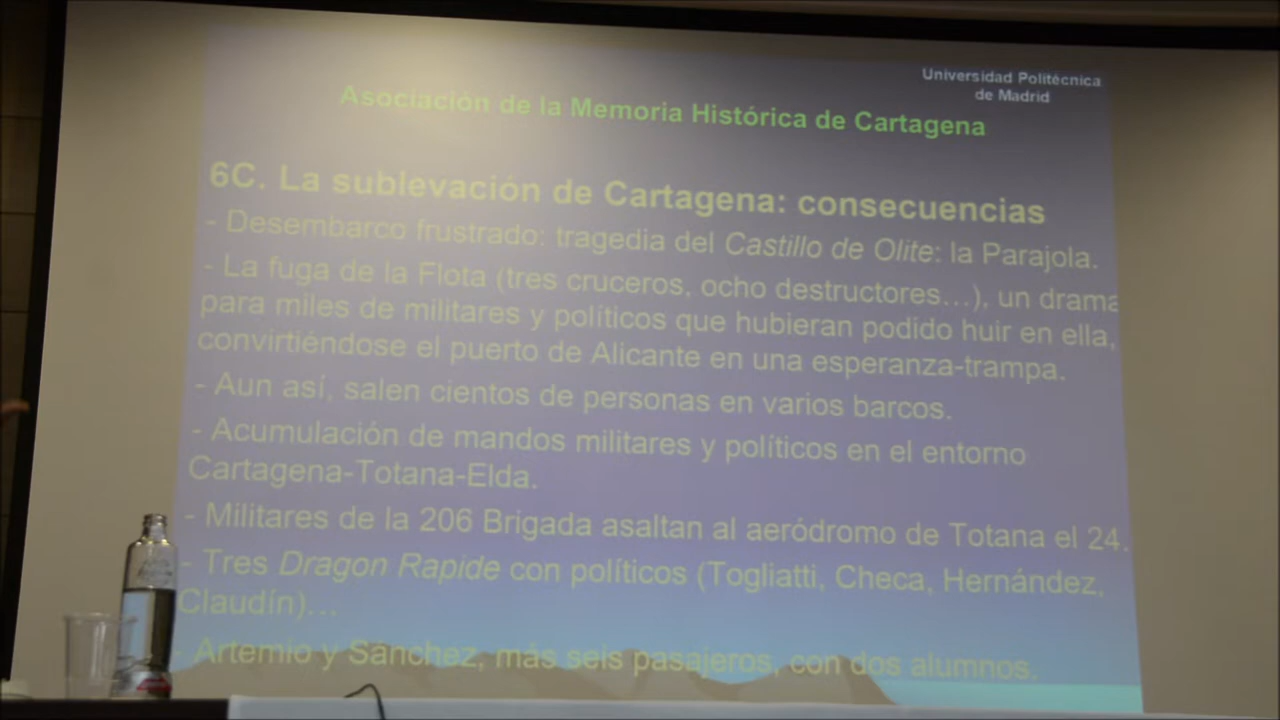 Universidad Politécnica
de Madrid
Asociación de la Memoria Histórica de Cartagena
6C. La sublevación de Cartagena: consecuencias
- Desembarco frustrado: tragedia del Castillo de Olite: la Parajola.
- La fuga de la Flota (tres cruceros, ocho destructores…), un drama
para miles de militares y políticos que hubieran podido huir en ella,
convirtiéndose el puerto de Alicante en una esperanza-trampa.
- Aun así, salen cientos de personas en varios barcos.
- Acumulación de mandos militares y políticos en el entorno
Cartagena-Totana-Elda.
- Militares de la 206 Brigada asaltan al aeródromo de Totana el 24.
- Tres Dragon Rapide con políticos (Togliatti, Checa, Hernández,
Claudín)…
- Artemio y Sánchez, más seis pasajeros, con dos alumnos.